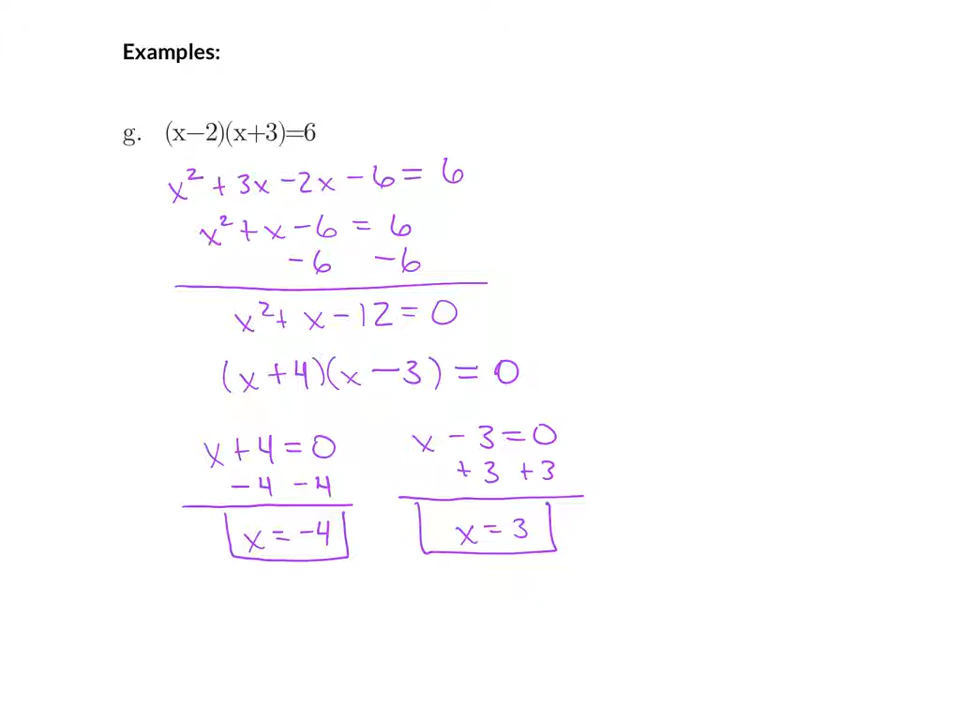 Examples:
g. (x−2)(x+3)=6
x² + 3x − 2x − 6 = 6
x² + x − 6 = 6
− 6 − 6
x² + x − 12 = 0
(x + 4)(x − 3) = 0
x + 4 = 0
− 4 − 4
x = −4
x − 3 = 0
+ 3 + 3
x = 3